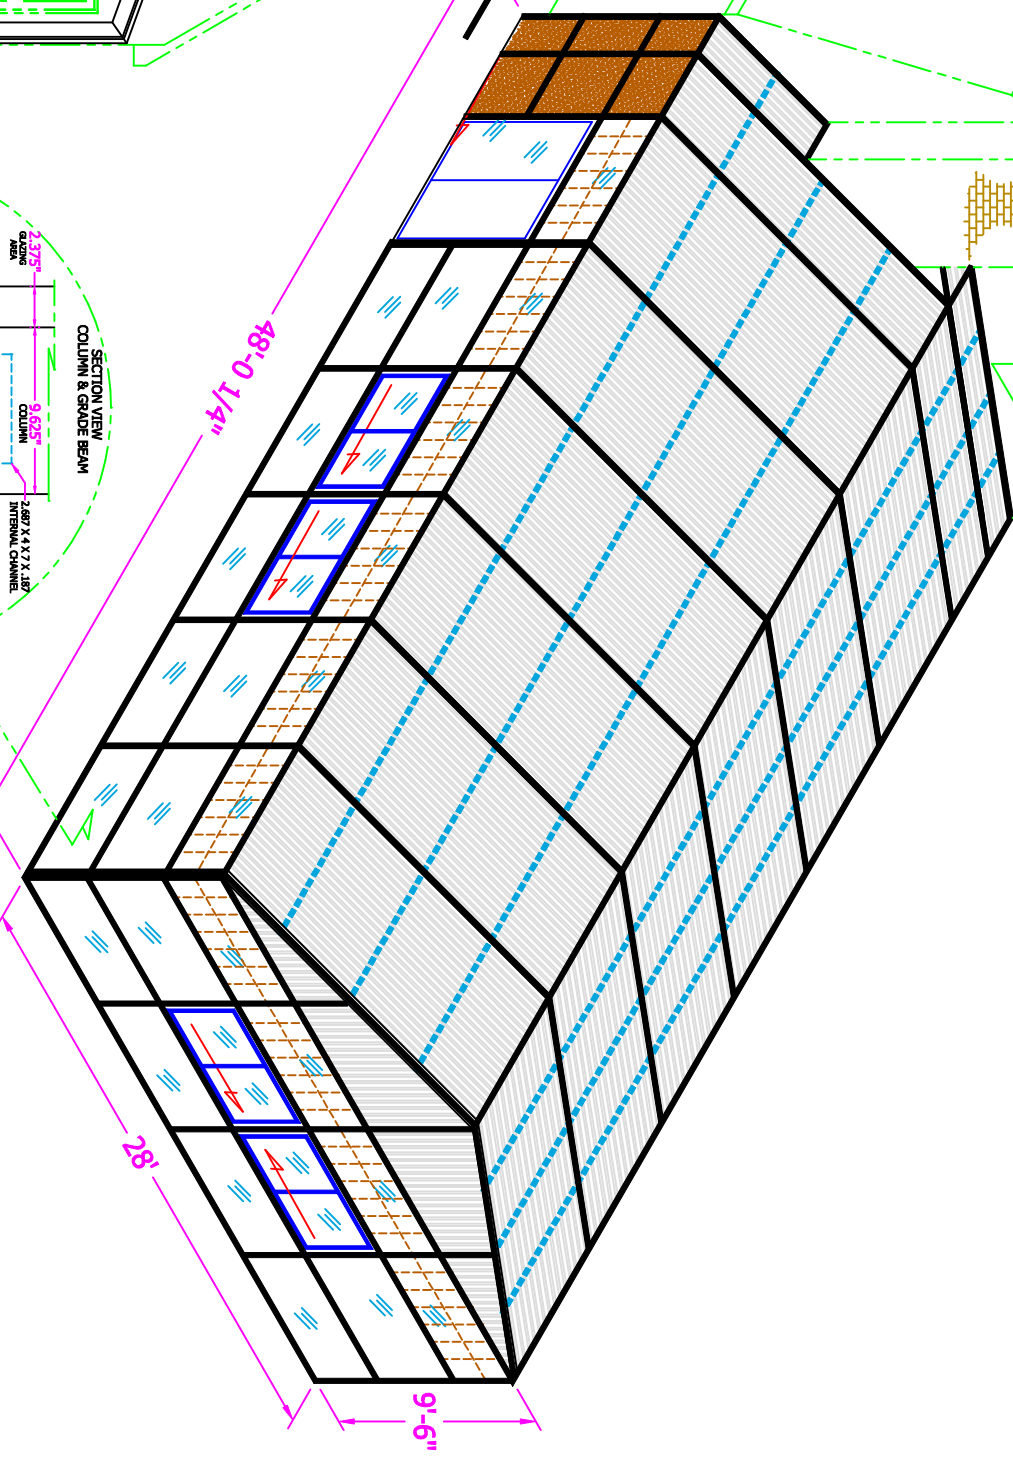 48'-0 1/4"
28'
9'-6"
SECTION VIEW
COLUMN & GRADE BEAM
2.375"
GLAZING
AREA
9.625"
COLUMN
2.687 X 4 X 7 X .187
INTERNAL CHANNEL